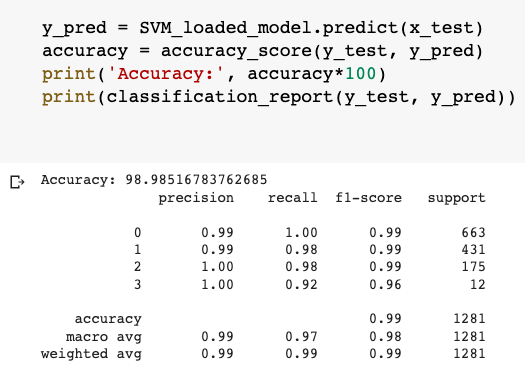 y_pred = SVM_loaded_model.predict(x_test)
accuracy = accuracy_score(y_test, y_pred)
print('Accuracy:', accuracy*100)
print(classification_report(y_test, y_pred))
Accuracy: 98.98516783762685
precision recall f1-score support
0 0.99 1.00 0.99 663
1 0.99 0.98 0.99 431
2 1.00 0.98 0.99 175
3 1.00 0.92 0.96 12
accuracy 0.99 1281
macro avg 0.99 0.97 0.98 1281
weighted avg 0.99 0.99 0.99 1281